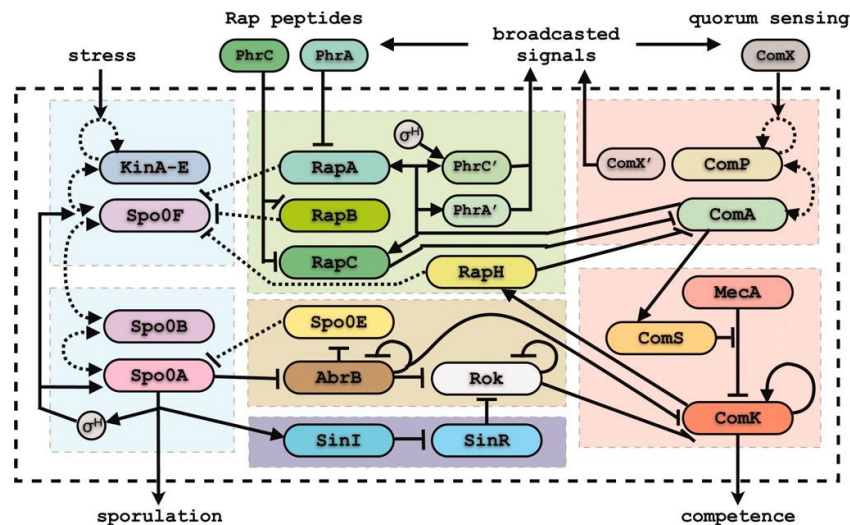 Rap peptides
quorum sensing
stress
PhrC
PhrA
broadcasted
signals
ComX
σH
KinA-E
RapA
PhrC'
ComX'
ComP
Spo0F
RapB
PhrA'
ComA
RapC
RapH
MecA
Spo0B
Spo0E
ComS
Spo0A
AbrB
Rok
ComK
σH
SinI
SinR
sporulation
competence